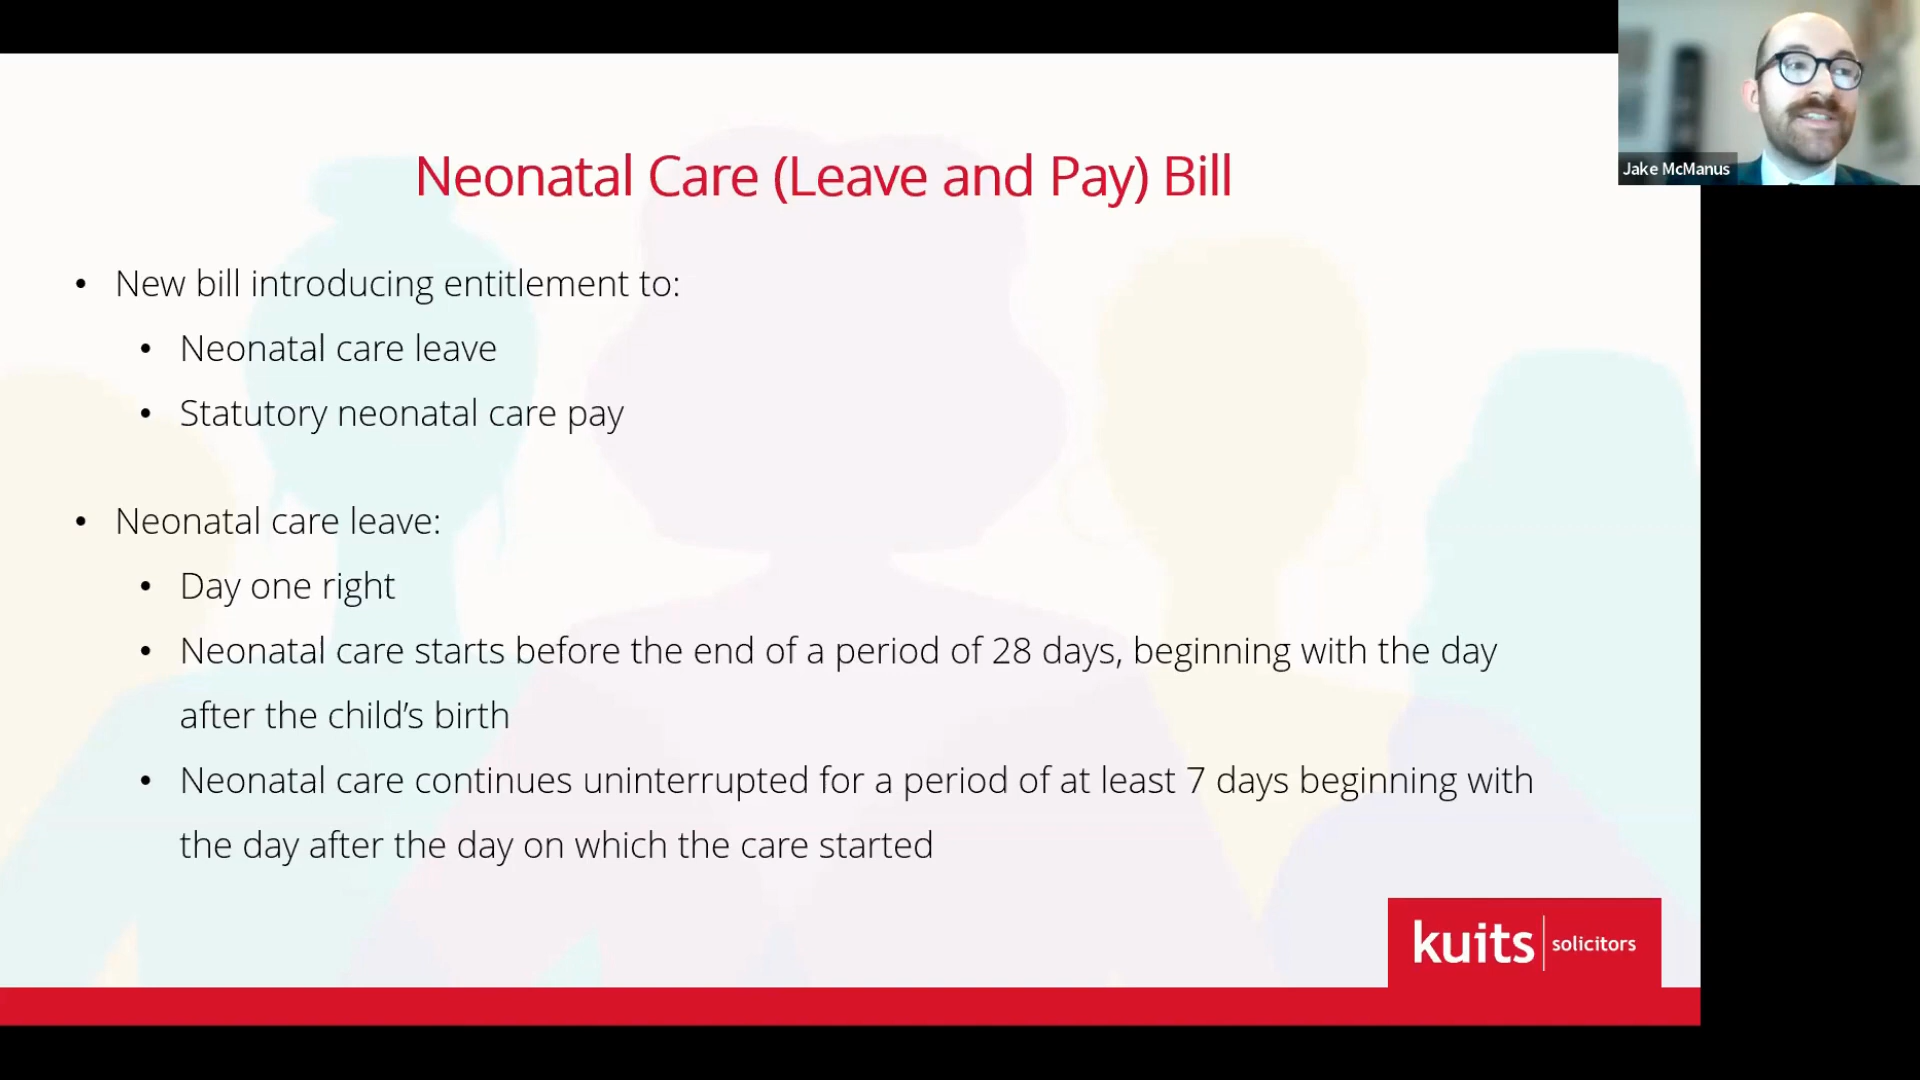 Jake McManus
Neonatal Care (Leave and Pay) Bill
• New bill introducing entitlement to:
• Neonatal care leave
• Statutory neonatal care pay
• Neonatal care leave:
• Day one right
• Neonatal care starts before the end of a period of 28 days, beginning with the day
after the child’s birth
• Neonatal care continues uninterrupted for a period of at least 7 days beginning with
the day after the day on which the care started
kuits solicitors